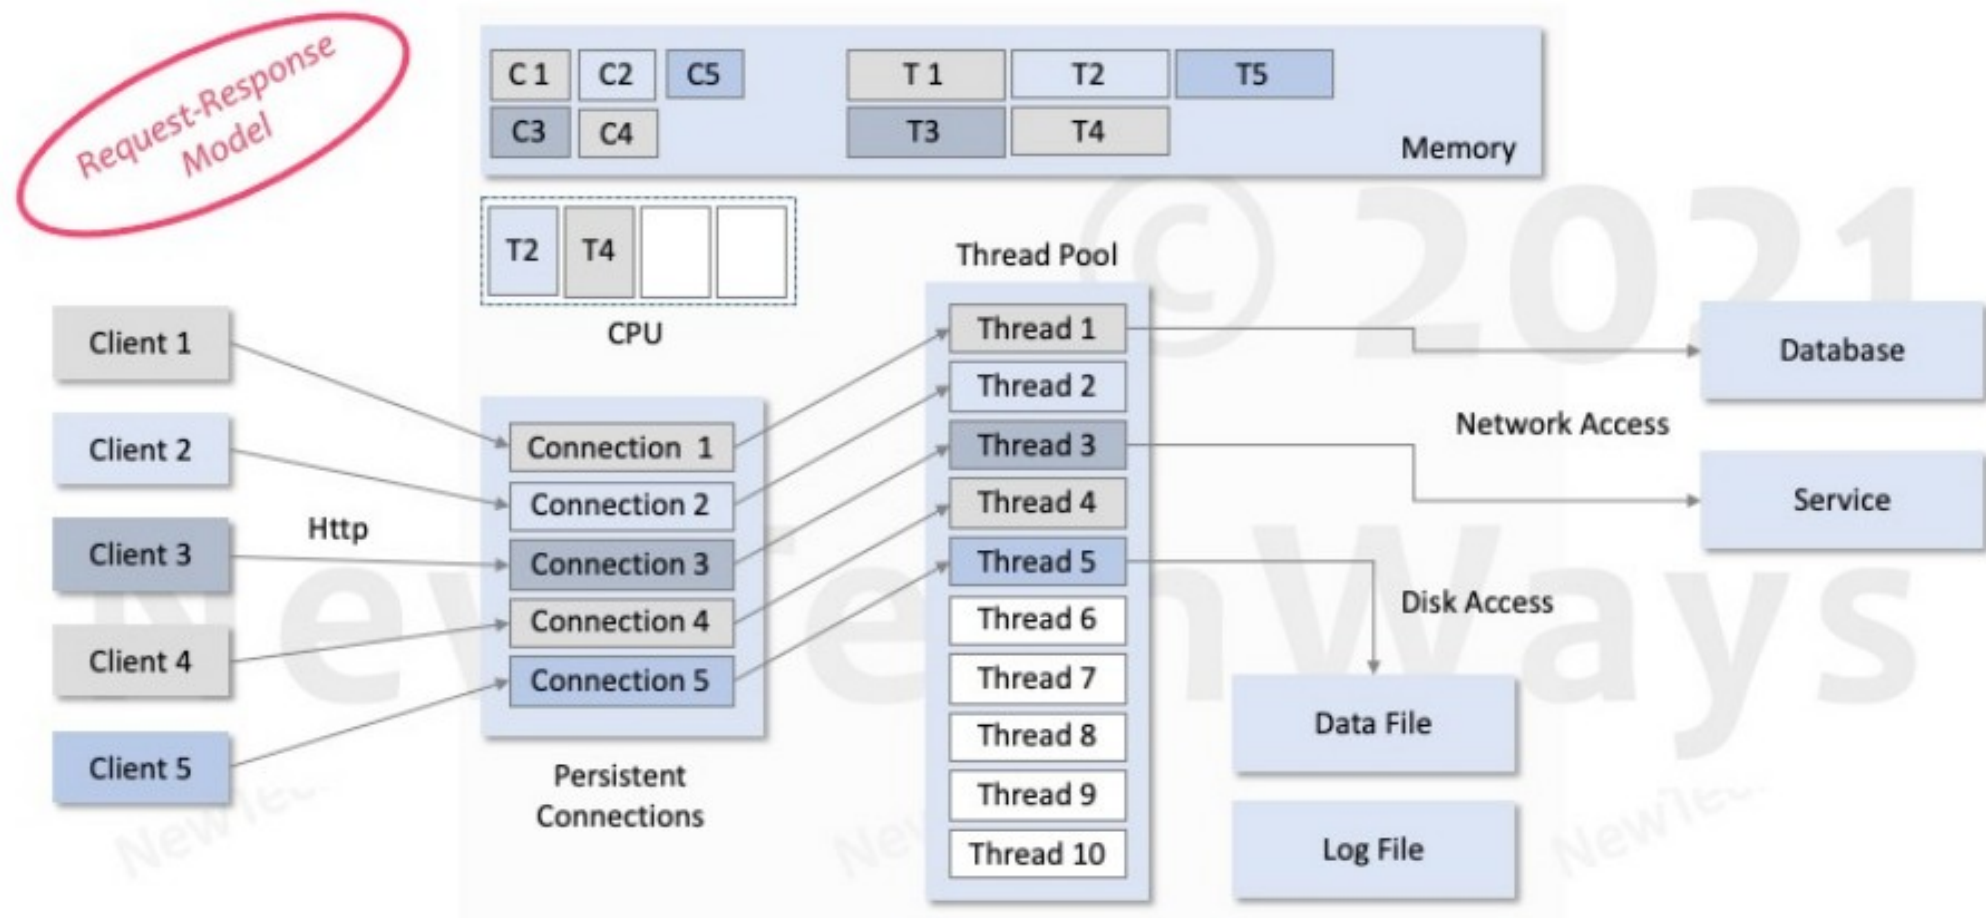 Request-Response
Model
C 1 C2 C5
C3 C4
T 1 T2 T5
T3 T4
Memory
T2 T4
CPU
Client 1
Client 2
Client 3
Client 4
Client 5
Http
Connection 1
Connection 2
Connection 3
Connection 4
Connection 5
Persistent
Connections
Thread Pool
Thread 1
Thread 2
Thread 3
Thread 4
Thread 5
Thread 6
Thread 7
Thread 8
Thread 9
Thread 10
Database
Network Access
Service
Disk Access
Data File
Log File
© 2021